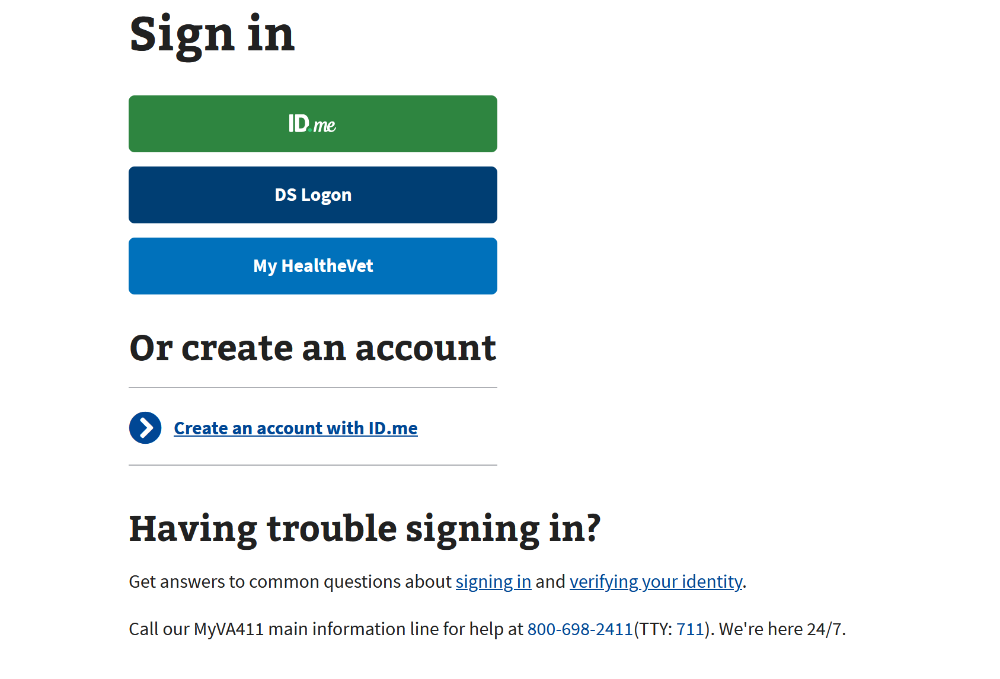 Sign in
ID.me
DS Logon
My HealtheVet
Or create an account
Create an account with ID.me
Having trouble signing in?
Get answers to common questions about signing in and verifying your identity.
Call our MyVA411 main information line for help at 800-698-2411(TTY: 711). We're here 24/7.